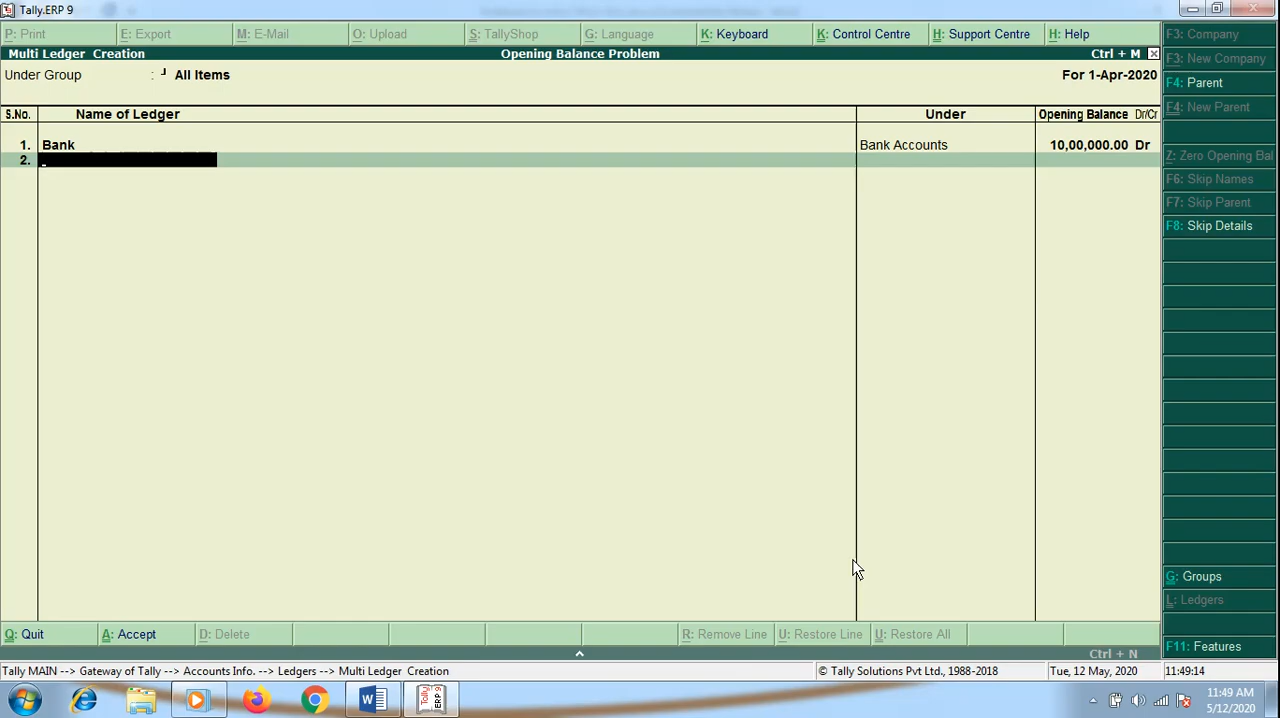 Tally.ERP 9
P: Print E: Export M: E-Mail O: Upload S: TallyShop G: Language K: Keyboard K: Control Centre H: Support Centre H: Help
Multi Ledger Creation Opening Balance Problem Ctrl + M
Under Group : ┘ All Items For 1-Apr-2020
S.No. Name of Ledger Under Opening Balance Dr/Cr
1. Bank Bank Accounts 10,00,000.00 Dr
2.
F3: Company
F3: New Company
F4: Parent
F4: New Parent
Z: Zero Opening Bal
F6: Skip Names
F7: Skip Parent
F8: Skip Details
G: Groups
L: Ledgers
F11: Features
Q: Quit A: Accept D: Delete R: Remove Line U: Restore Line U: Restore All
Ctrl + N
Tally MAIN --> Gateway of Tally --> Accounts Info. --> Ledgers --> Multi Ledger Creation © Tally Solutions Pvt Ltd., 1988-2018 Tue, 12 May, 2020 11:49:14
11:49 AM
5/12/2020